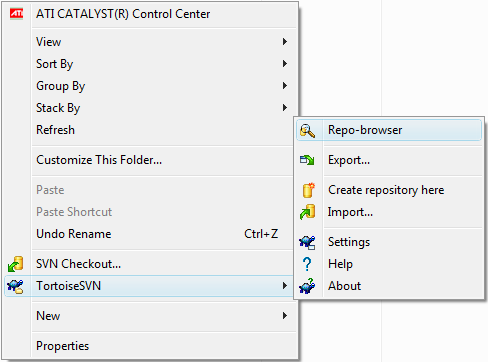 ATI ATI CATALYST(R) Control Center
View
Sort By
Group By
Stack By
Refresh
Customize This Folder...
Paste
Paste Shortcut
Undo Rename Ctrl+Z
SVN Checkout...
TortoiseSVN
New
Properties
Repo-browser
Export...
Create repository here
Import...
Settings
Help
About